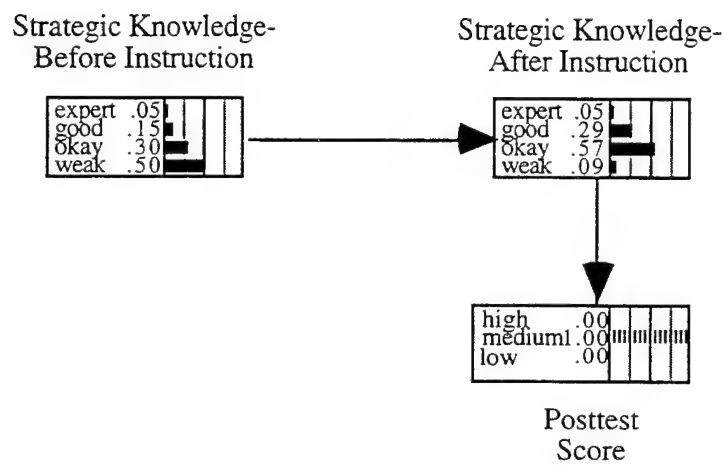 Strategic Knowledge-
Before Instruction
expert .05
good .15
okay .30
weak .50
Strategic Knowledge-
After Instruction
expert .05
good .29
okay .57
weak .09
high .00
medium1.00
low .00
Posttest
Score